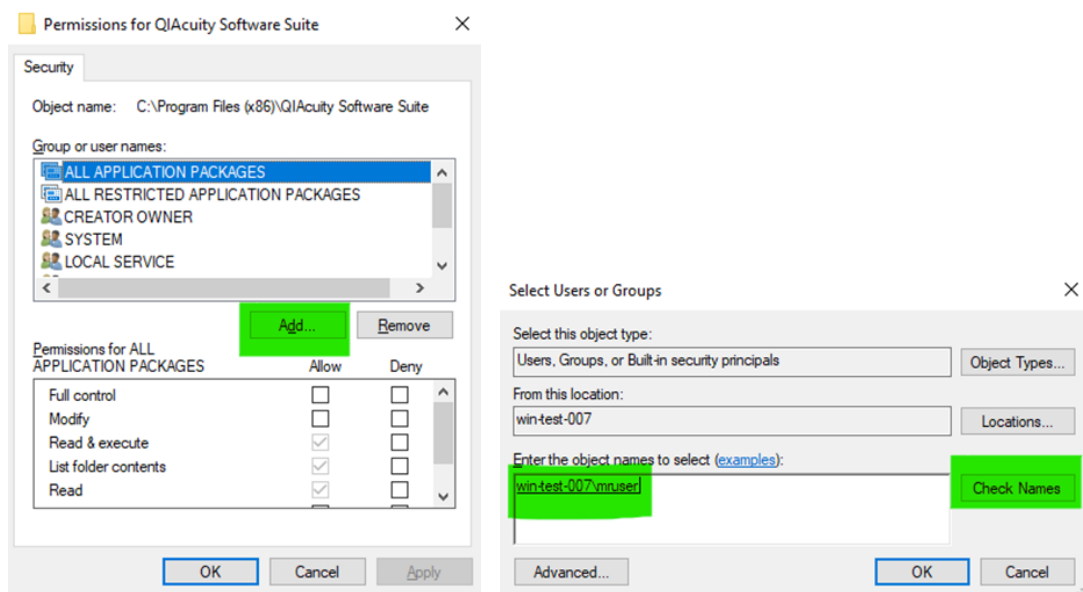 Permissions for QIAcuity Software Suite
Security
Object name: C:\Program Files (x86)\QIAcuity Software Suite
Group or user names:
ALL APPLICATION PACKAGES
ALL RESTRICTED APPLICATION PACKAGES
CREATOR OWNER
SYSTEM
LOCAL SERVICE
Add... Remove
Permissions for ALL
APPLICATION PACKAGES Allow Deny
Full control
Modify
Read & execute
List folder contents
Read
OK Cancel Apply
Select Users or Groups
Select this object type:
Users, Groups, or Built-in security principals Object Types...
From this location:
win-test-007 Locations...
Enter the object names to select (examples):
win-test-007\mruser Check Names
Advanced... OK Cancel